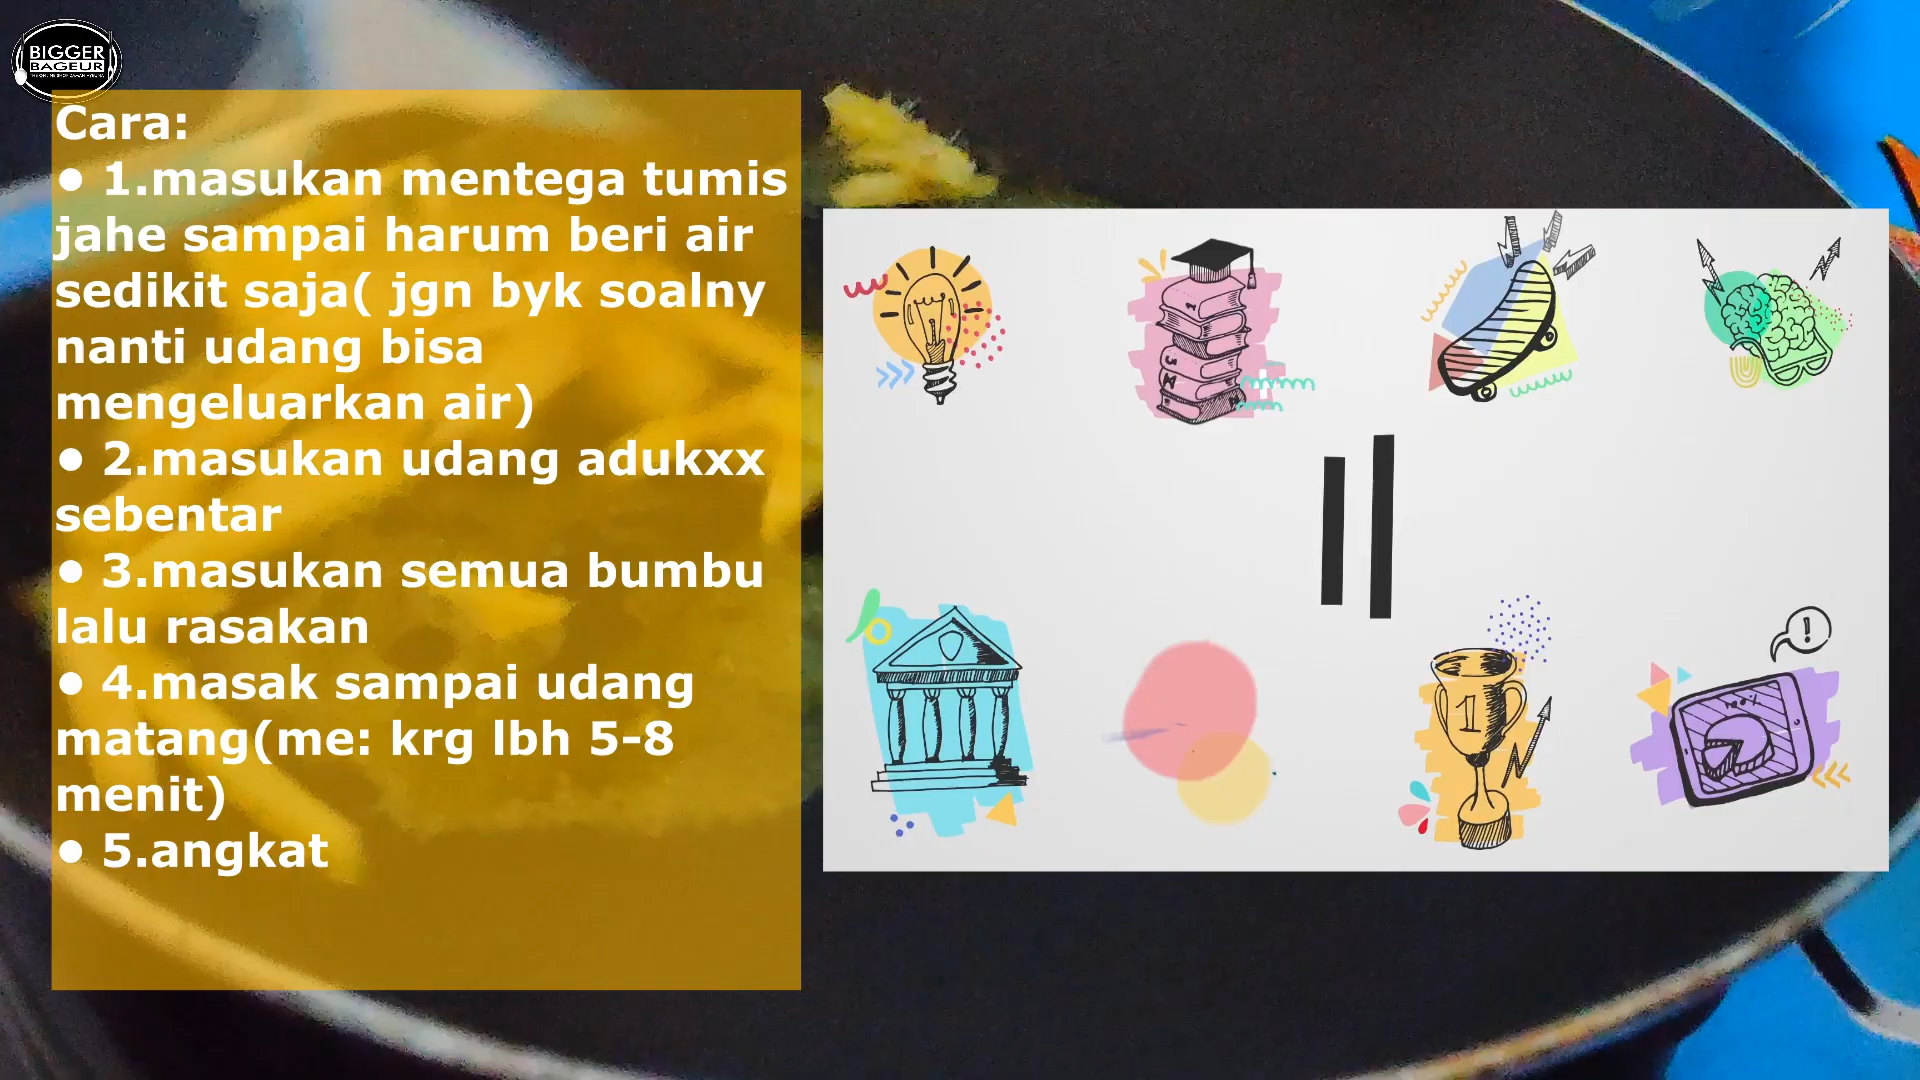 BIGGER
BAGEUR
Cara:
● 1.masukan mentega tumis
jahe sampai harum beri air
sedikit saja( jgn byk soalny
nanti udang bisa
mengeluarkan air)
● 2.masukan udang adukxx
sebentar
● 3.masukan semua bumbu
lalu rasakan
● 4.masak sampai udang
matang(me: krg lbh 5-8
menit)
● 5.angkat
!
1